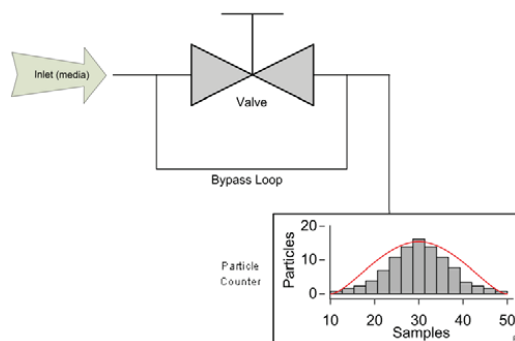 Inlet (media)
Valve
Bypass Loop
Particle
Counter
Particles
20
10
0
10 20 30 40 50
Samples